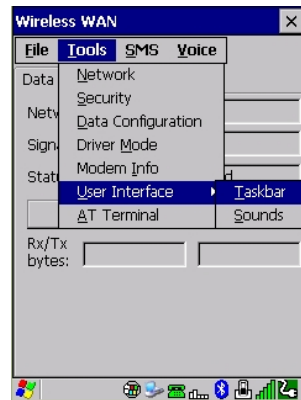 Wireless WAN
File Tools SMS Voice
Data
Network
Security
Netw
Data Configuration
Sign
Driver Mode
Modem Info
Stat
d
User Interface
Taskbar
AT Terminal
Sounds
Rx/Tx
bytes: